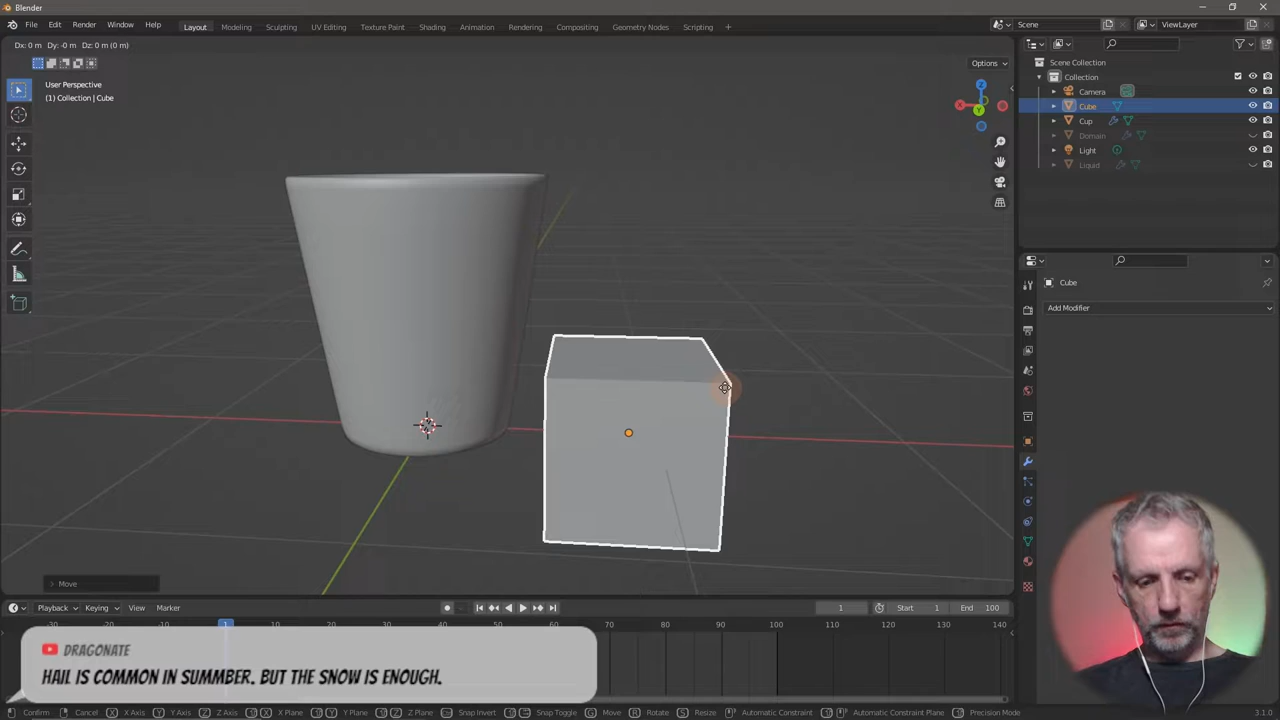 Blender
File
Edit
Render
Window
Help
Layout
Modeling
Sculpting
UV Editing
Texture Paint
Shading
Animation
Rendering
Compositing
Geometry Nodes
Scripting
+
Scene
ViewLayer
Dx: 0 m Dy: -0 m Dz: 0 m (0 m)
Options
User Perspective
(1) Collection | Cube
Z
X
Y
Scene Collection
Collection
Camera
Cube
Cup
Domain
Light
Liquid
Cube
Add Modifier
Move
Playback
Keying
View
Marker
1
Start 1
End 100
-30
-10
1
70
80
90
100
110
120
130
140
DRAGONATE
HAIL IS COMMON IN SUMMBER. BUT THE SNOW IS ENOUGH.
Confirm
Cancel
X X Axis
Y Y Axis
Z Z Axis
X X Plane
Y Y Plane
Z Z Plane
Snap Invert
Snap Toggle
G Move
R Rotate
S Resize
Automatic Constraint
Automatic Constraint Plane
Precision Mode
3.1.0